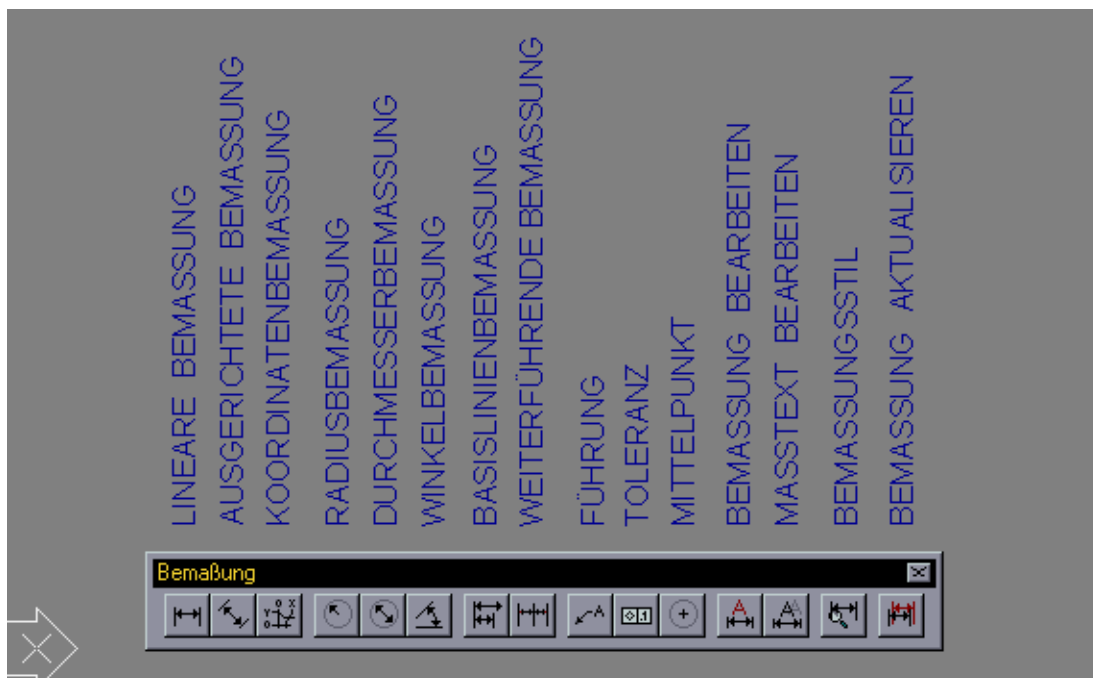 LINEARE BEMASSUNG
AUSGERICHTETE BEMASSUNG
KOORDINATENBEMASSUNG
RADIUSBEMASSUNG
DURCHMESSERBEMASSUNG
WINKELBEMASSUNG
BASISLINIENBEMASSUNG
WEITERFÜHRENDE BEMASSUNG
FÜHRUNG
TOLERANZ
MITTELPUNKT
BEMASSUNG BEARBEITEN
MASSTEXT BEARBEITEN
BEMASSUNGSSTIL
BEMASSUNG AKTUALISIEREN
Bemaßung